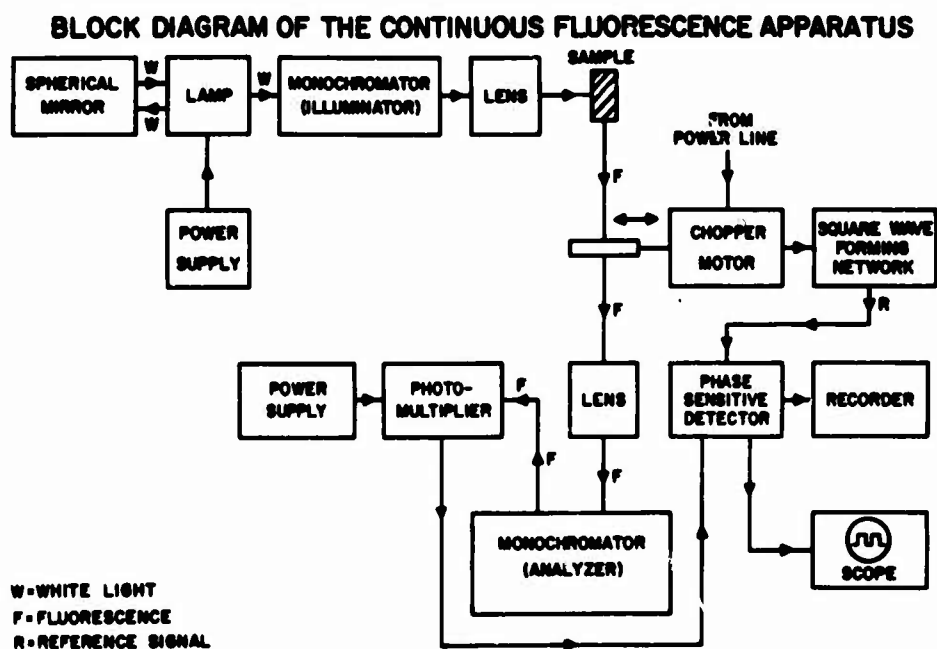 BLOCK DIAGRAM OF THE CONTINUOUS FLUORESCENCE APPARATUS
SPHERICAL
MIRROR
W
W
LAMP
W
MONOCHROMATOR
(ILLUMINATOR)
LENS
SAMPLE
FROM
POWER LINE
F
POWER
SUPPLY
CHOPPER
MOTOR
SQUARE WAVE
FORMING
NETWORK
F
R
POWER
SUPPLY
PHOTO-
MULTIPLIER
F
LENS
PHASE
SENSITIVE
DETECTOR
RECORDER
F
F
MONOCHROMATOR
(ANALYZER)
SCOPE
W=WHITE LIGHT
F=FLUORESCENCE
R=REFERENCE SIGNAL